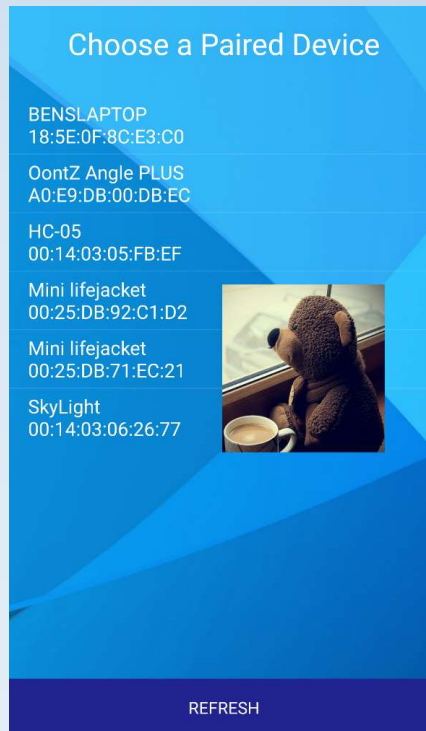 Choose a Paired Device
BENSLAPTOP
18:5E:0F:8C:E3:C0
OontZ Angle PLUS
A0:E9:DB:00:DB:EC
HC-05
00:14:03:05:FB:EF
Mini lifejacket
00:25:DB:92:C1:D2
Mini lifejacket
00:25:DB:71:EC:21
SkyLight
00:14:03:06:26:77
REFRESH